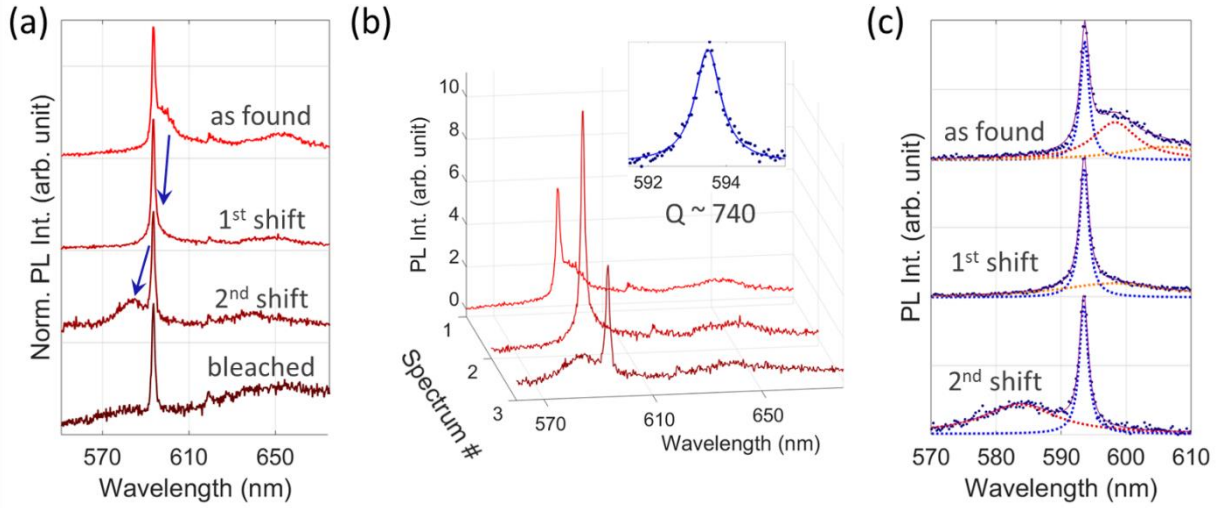 (a)
Norm. PL Int. (arb. unit)
as found
1st shift
2nd shift
bleached
570 610 650
Wavelength (nm)
(b)
PL Int. (arb. unit)
10
8
6
4
2
0
1
2
3
Spectrum #
570 610 650
Wavelength (nm)
592 594
Q ~ 740
(c)
PL Int. (arb. unit)
as found
1st shift
2nd shift
570 580 590 600 610
Wavelength (nm)